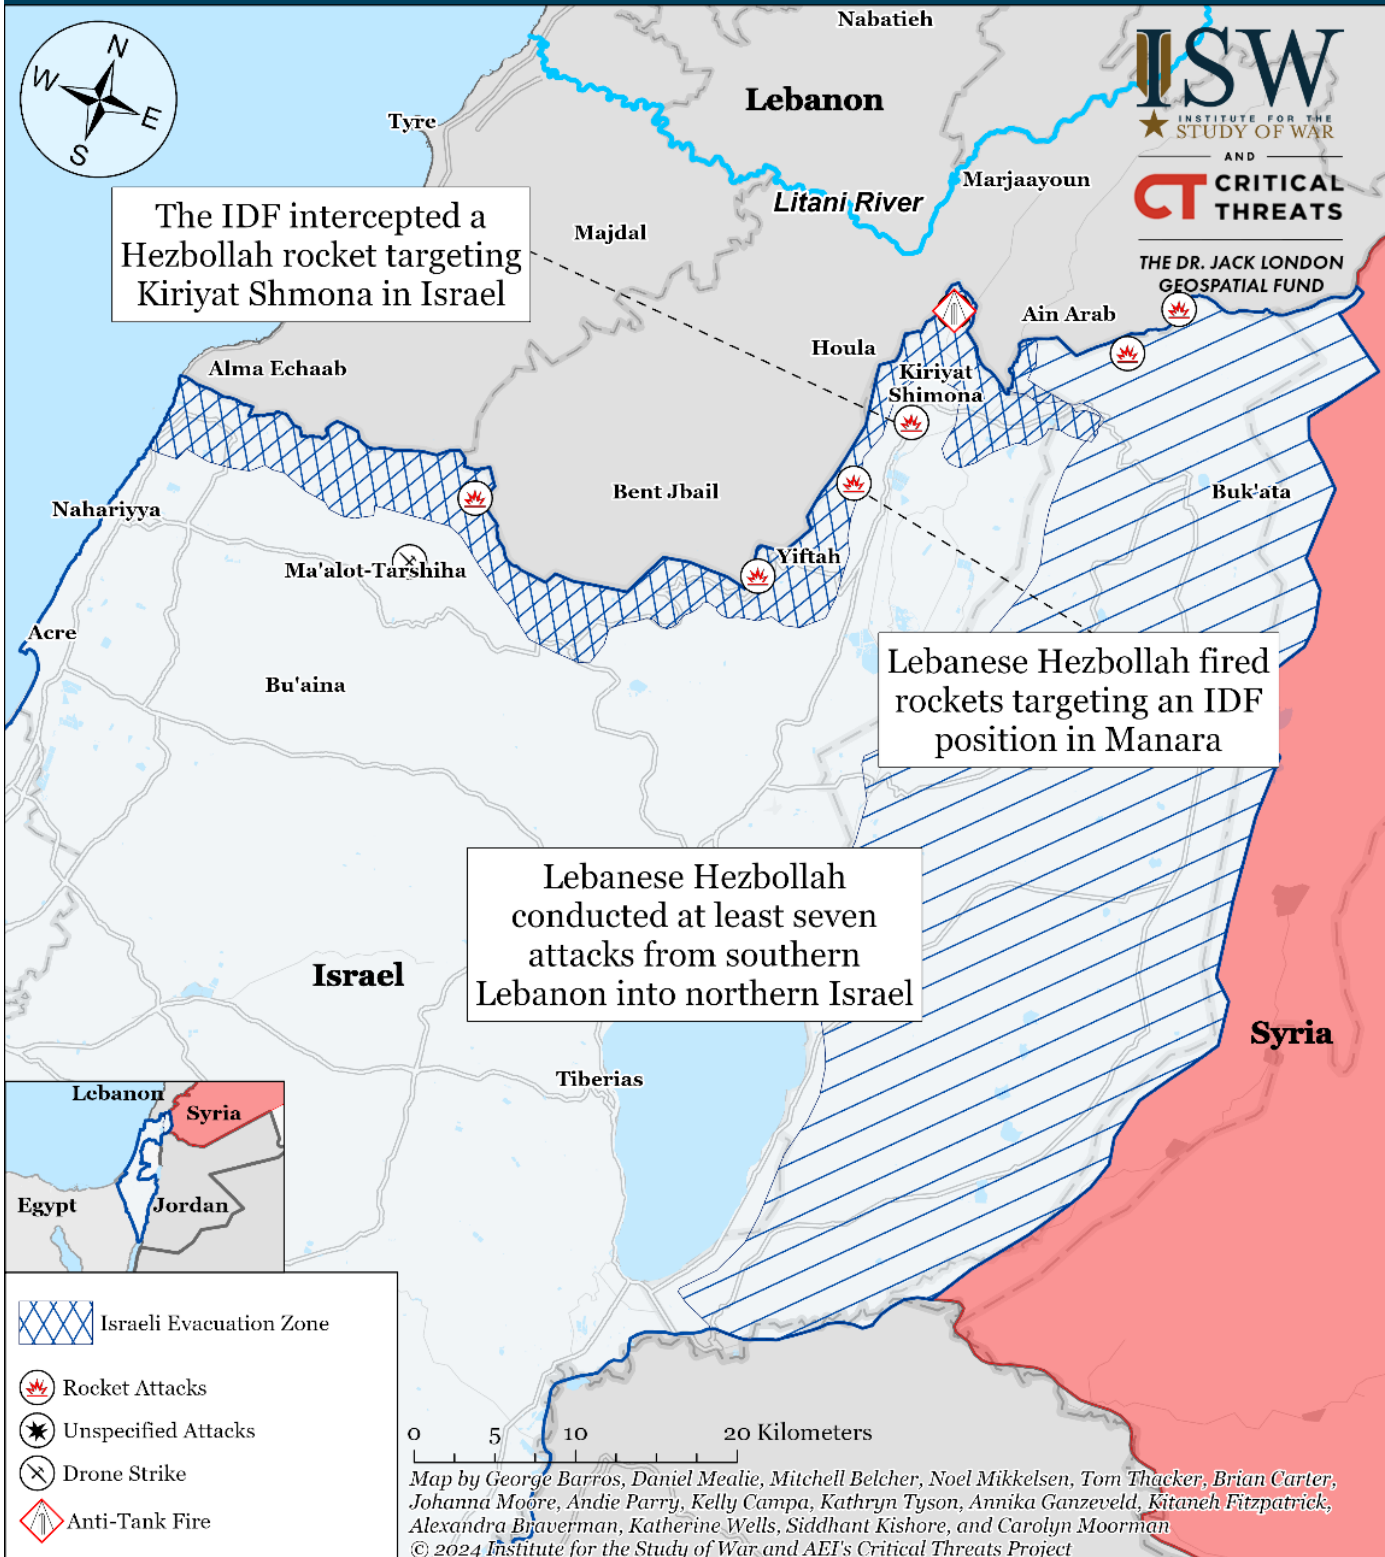 Nabatieh
N
W
E
S
ISW
INSTITUTE FOR THE
STUDY OF WAR
AND
CT CRITICAL
THREATS
THE DR. JACK LONDON
GEOSPATIAL FUND
Lebanon
Tyre
Litani River
Marjaayoun
Majdal
The IDF intercepted a
Hezbollah rocket targeting
Kiriyat Shmona in Israel
Ain Arab
Houla
Alma Echaab
Kiriyat
Shimona
Bent Jbail
Buk'ata
Nahariyya
Yiftah
Ma'alot-Tarshiha
Acre
Bu'aina
Lebanese Hezbollah fired
rockets targeting an IDF
position in Manara
Lebanese Hezbollah
conducted at least seven
attacks from southern
Lebanon into northern Israel
Israel
Syria
Tiberias
Lebanon
Syria
Egypt
Jordan
Israeli Evacuation Zone
Rocket Attacks
Unspecified Attacks
Drone Strike
Anti-Tank Fire
0 5 10 20 Kilometers
Map by George Barros, Daniel Mealie, Mitchell Belcher, Noel Mikkelsen, Tom Thacker, Brian Carter,
Johanna Moore, Andie Parry, Kelly Campa, Kathryn Tyson, Annika Ganzeveld, Kitaneh Fitzpatrick,
Alexandra Braverman, Katherine Wells, Siddhant Kishore, and Carolyn Moorman
© 2024 Institute for the Study of War and AEI's Critical Threats Project